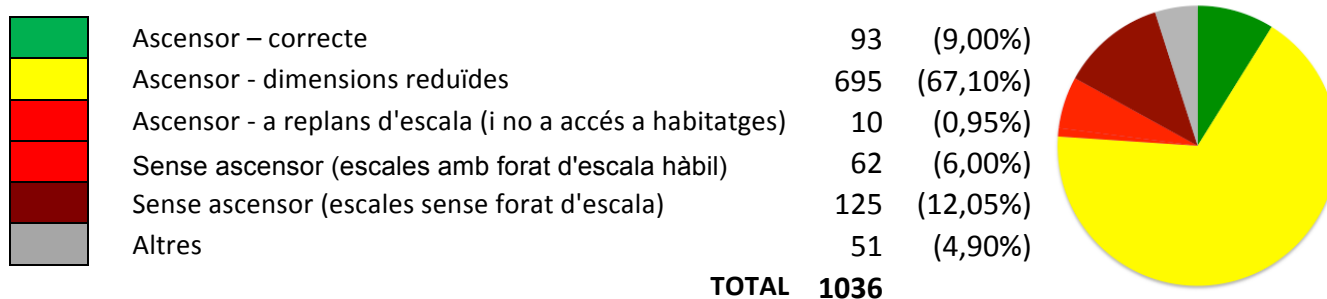 Ascensor – correcte 93 (9,00%)
Ascensor - dimensions reduïdes 695 (67,10%)
Ascensor - a replans d'escala (i no a accés a habitatges) 10 (0,95%)
Sense ascensor (escales amb forat d'escala hàbil) 62 (6,00%)
Sense ascensor (escales sense forat d'escala) 125 (12,05%)
Altres 51 (4,90%)
TOTAL 1036